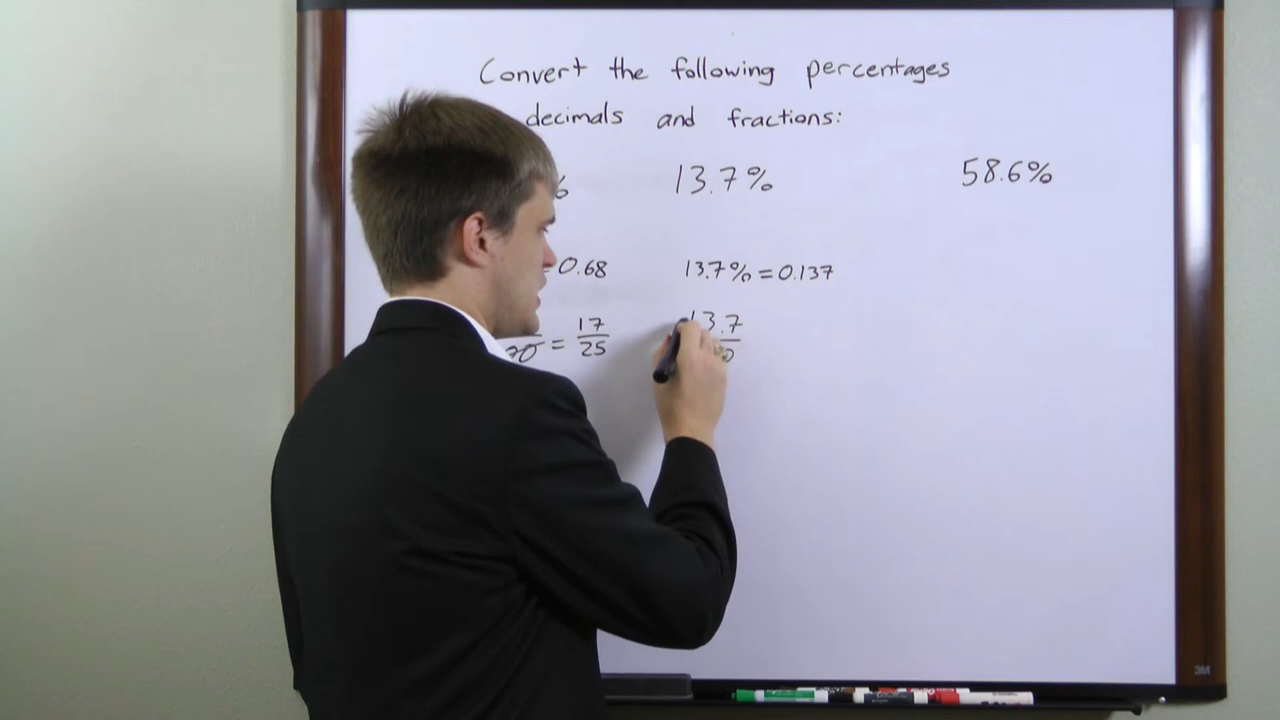 Convert the following percentages
decimals and fractions:
% 13.7% 58.6%
= 0.68 13.7% = 0.137
= 17/25 13.7
3M